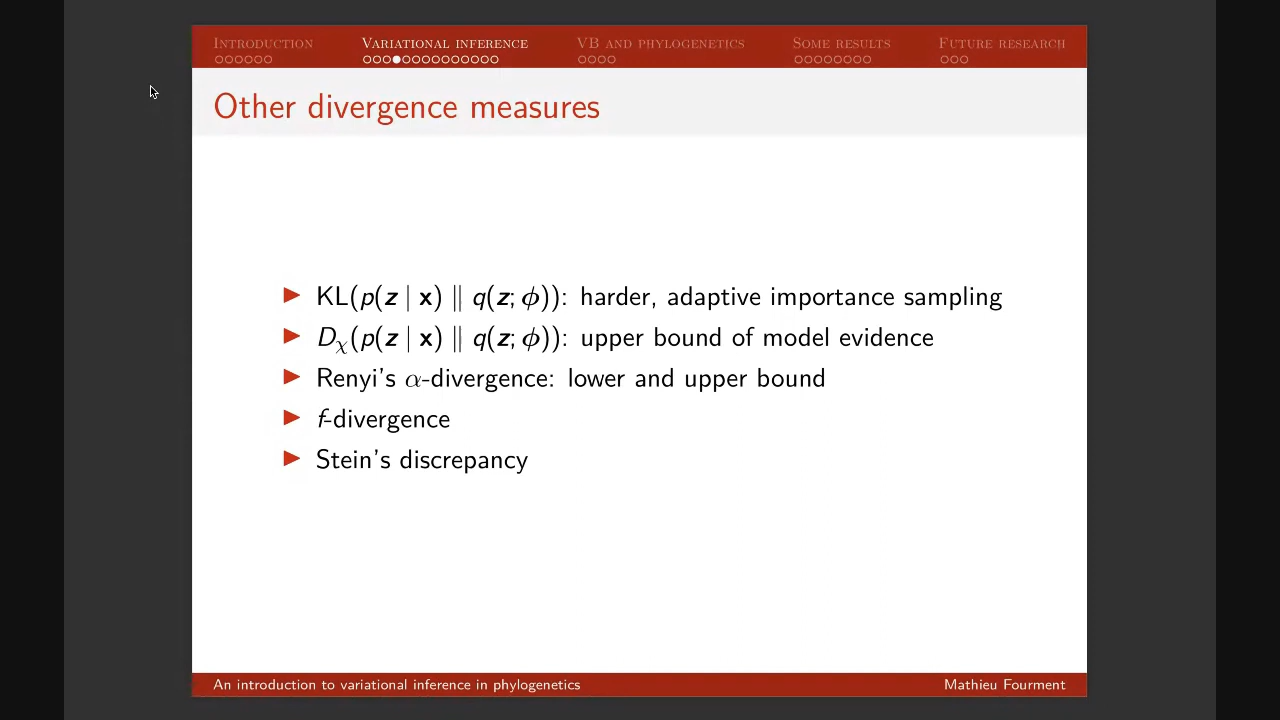 Introduction
Variational inference
VB and phylogenetics
Some results
Future research
Other divergence measures
KL(p(z | x) ∥ q(z; ϕ)): harder, adaptive importance sampling
Dχ(p(z | x) ∥ q(z; ϕ)): upper bound of model evidence
Renyi's α-divergence: lower and upper bound
f-divergence
Stein's discrepancy
An introduction to variational inference in phylogenetics
Mathieu Fourment